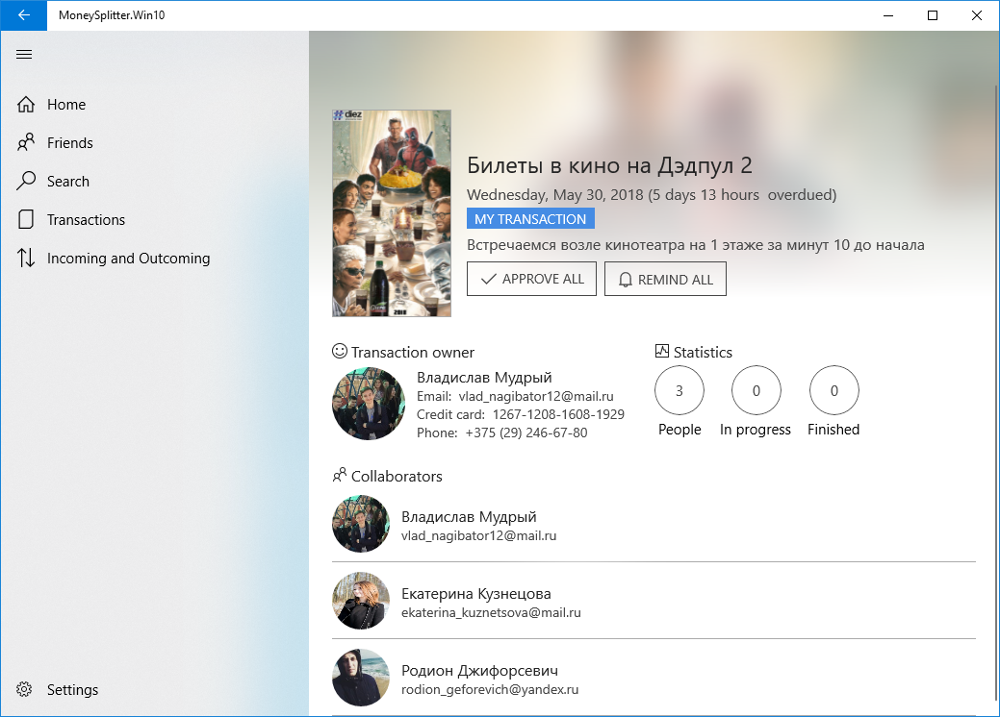 MoneySplitter.Win10
Home
Friends
Search
Transactions
Incoming and Outcoming
Settings
#diez
2018
Билеты в кино на Дэдпул 2
Wednesday, May 30, 2018 (5 days 13 hours overdued)
MY TRANSACTION
Встречаемся возле кинотеатра на 1 этаже за минут 10 до начала
APPROVE ALL
REMIND ALL
Transaction owner
Владислав Мудрый
Email: vlad_nagibator12@mail.ru
Credit card: 1267-1208-1608-1929
Phone: +375 (29) 246-67-80
Statistics
3
0
0
People
In progress
Finished
Collaborators
Владислав Мудрый
vlad_nagibator12@mail.ru
Екатерина Кузнецова
ekaterina_kuznetsova@mail.ru
Родион Джифорсевич
rodion_geforevich@yandex.ru